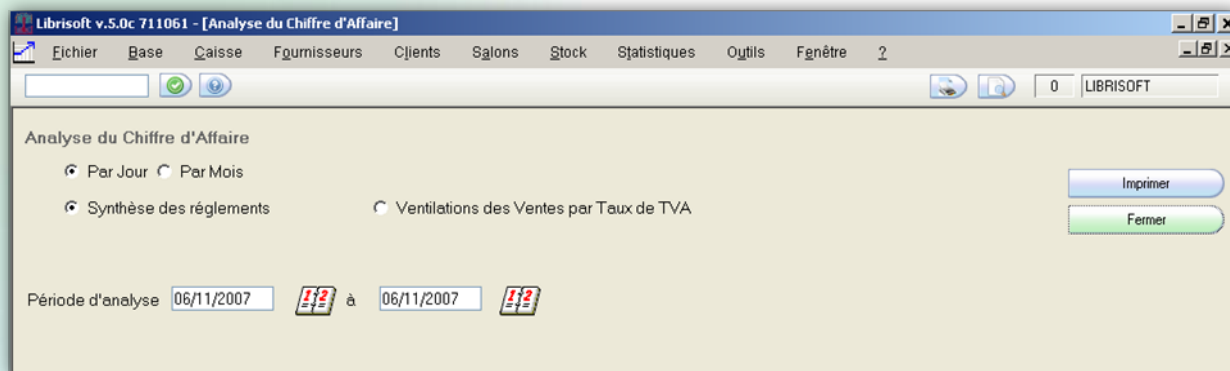 Librisoft v.5.0c 711061 - [Analyse du Chiffre d'Affaire]
Fichier Base Caisse Fournisseurs Clients Salons Stock Statistiques Outils Fenêtre ?
0 LIBRISOFT
Analyse du Chiffre d'Affaire
Par Jour Par Mois
Imprimer
Synthèse des réglements Ventilations des Ventes par Taux de TVA
Fermer
Période d'analyse 06/11/2007 à 06/11/2007